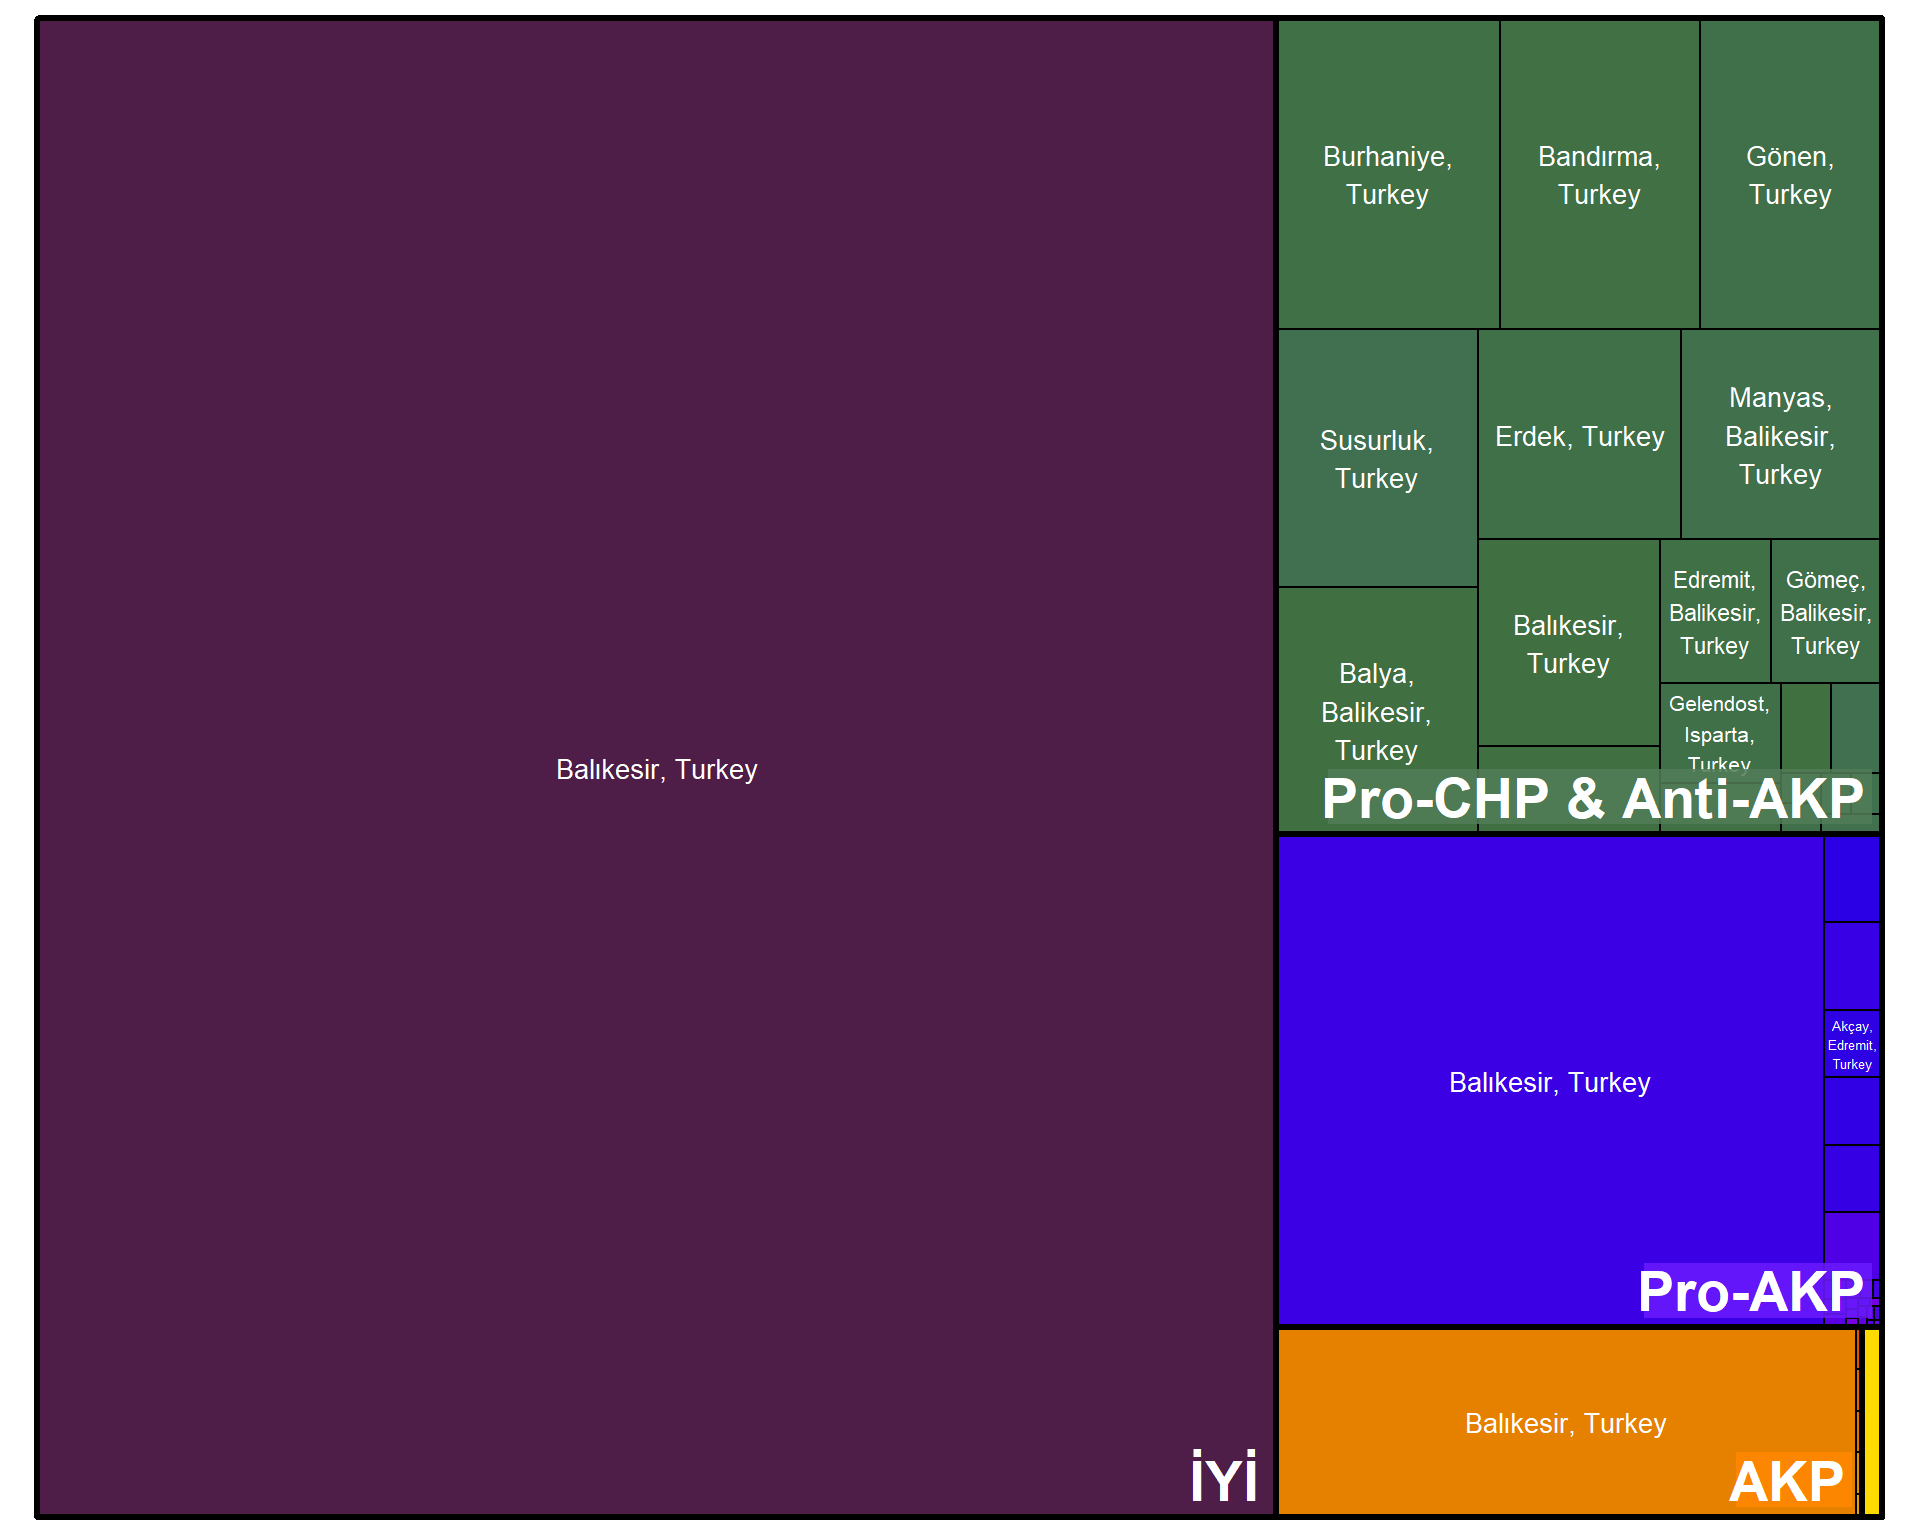 Balıkesir, Turkey
İYİ
Burhaniye,
Turkey
Bandırma,
Turkey
Gönen,
Turkey
Susurluk,
Turkey
Erdek, Turkey
Manyas,
Balikesir,
Turkey
Balya,
Balikesir,
Turkey
Balıkesir,
Turkey
Edremit,
Balikesir,
Turkey
Gömeç,
Balikesir,
Turkey
Gelendost,
Isparta,
Turkey
Pro-CHP & Anti-AKP
Balıkesir, Turkey
Akçay,
Edremit,
Turkey
Pro-AKP
Balıkesir, Turkey
AKP